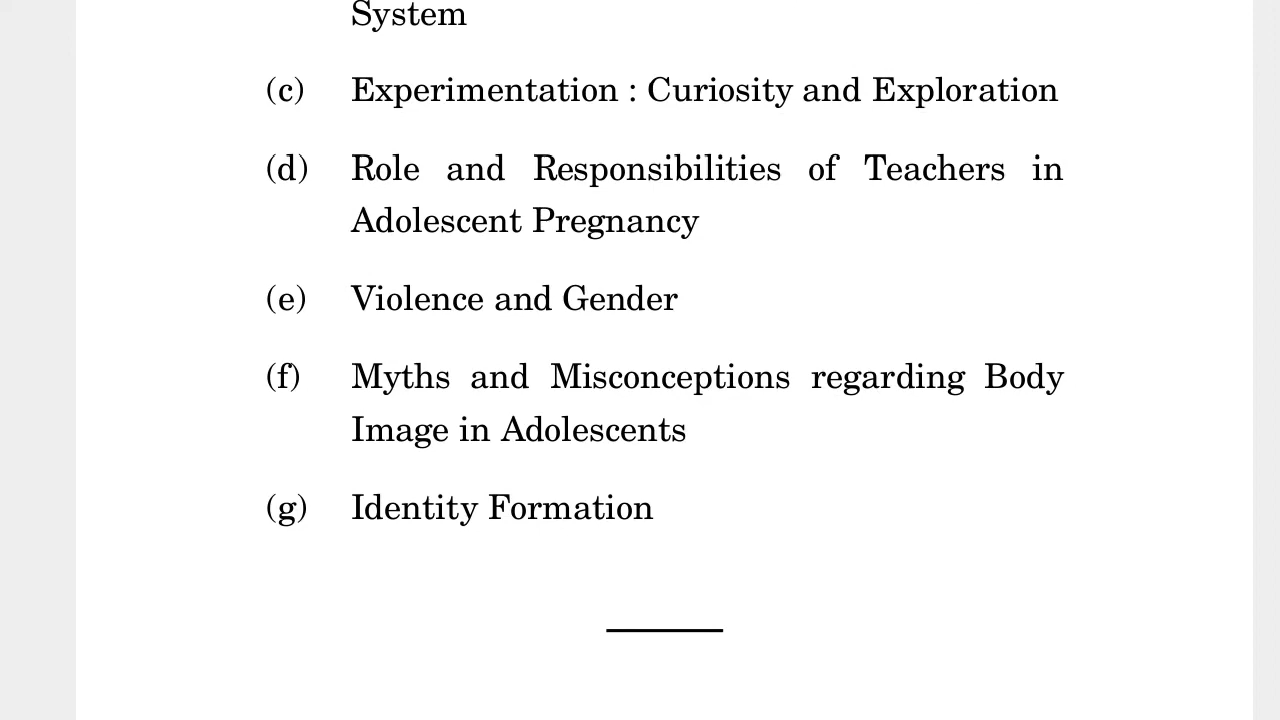 System
(c) Experimentation : Curiosity and Exploration
(d) Role and Responsibilities of Teachers in
Adolescent Pregnancy
(e) Violence and Gender
(f) Myths and Misconceptions regarding Body
Image in Adolescents
(g) Identity Formation